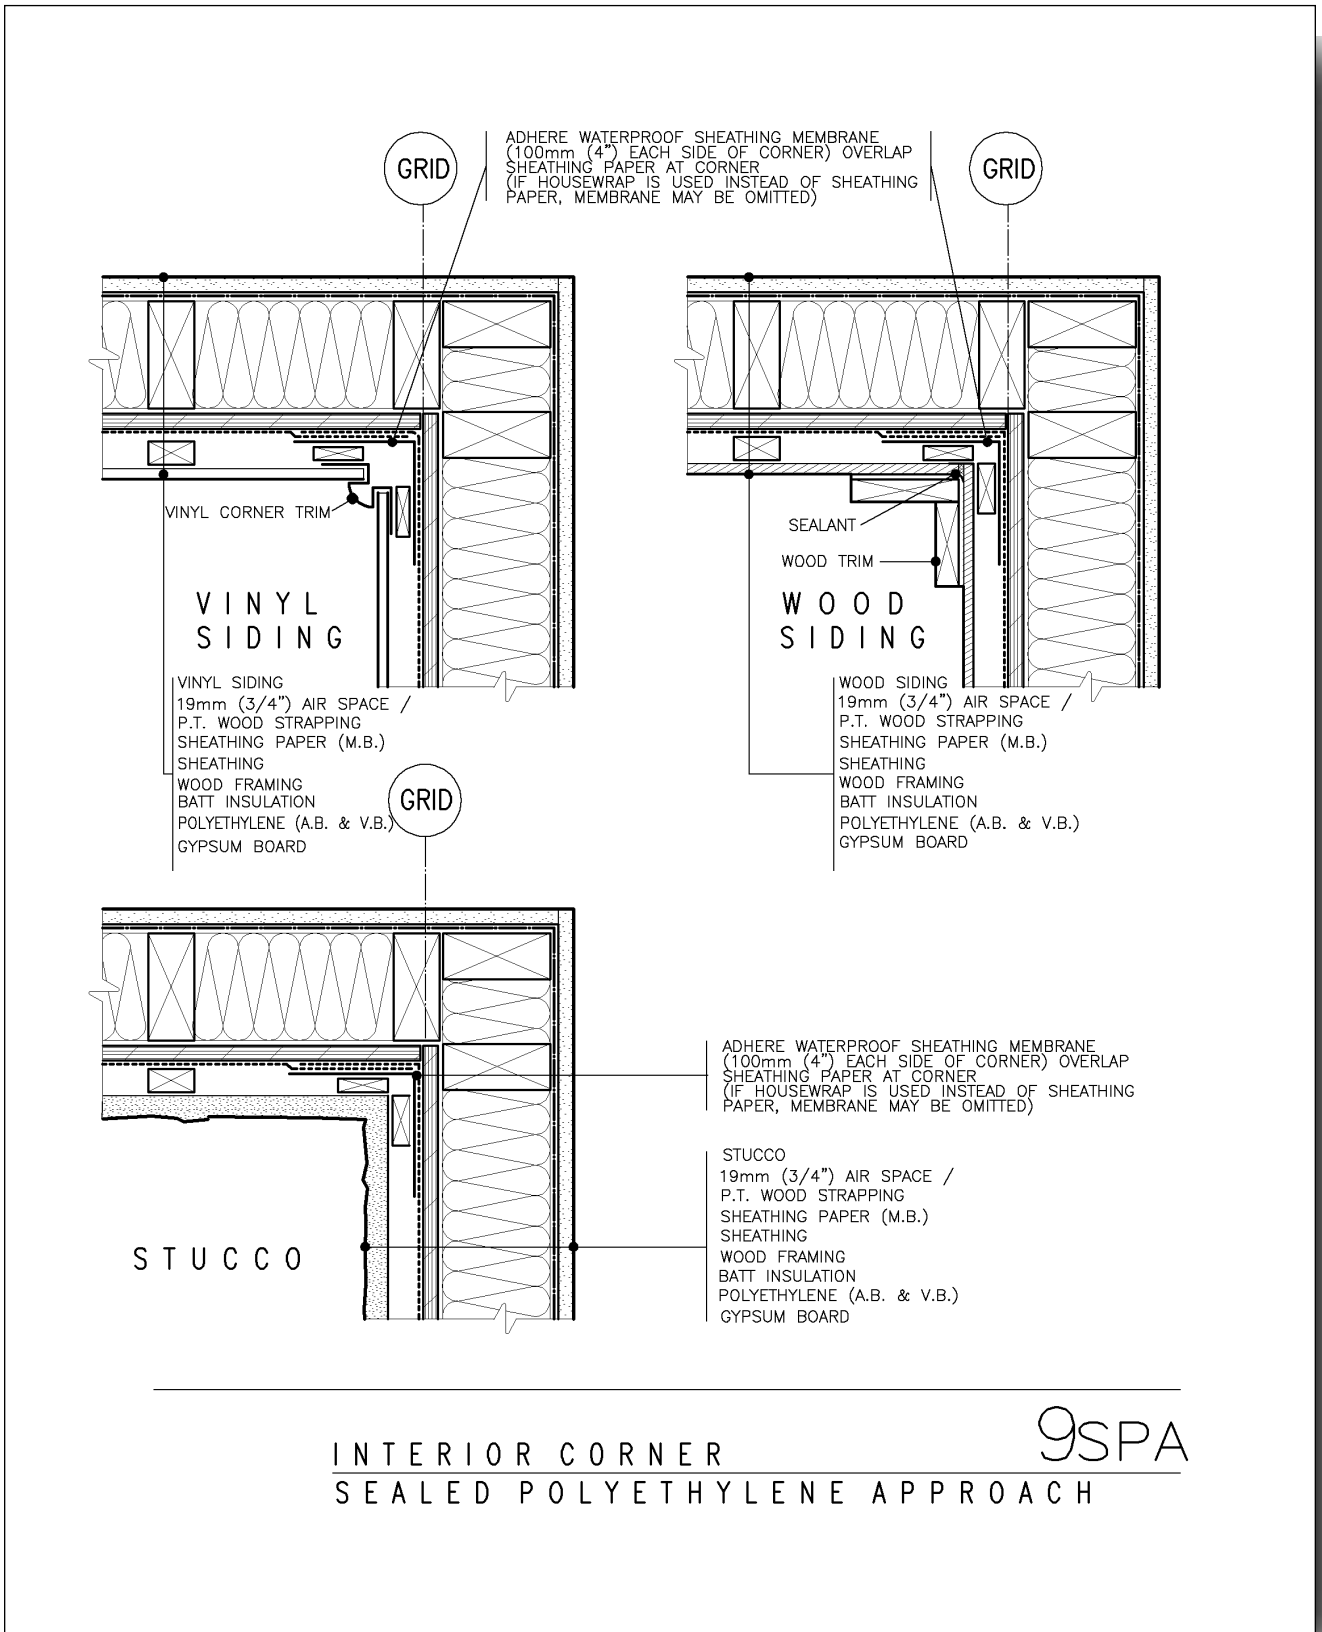 GRID
ADHERE WATERPROOF SHEATHING MEMBRANE
(100mm (4") EACH SIDE OF CORNER) OVERLAP
SHEATHING PAPER AT CORNER
(IF HOUSEWRAP IS USED INSTEAD OF SHEATHING
PAPER, MEMBRANE MAY BE OMITTED)
GRID
VINYL CORNER TRIM
VINYL
SIDING
VINYL SIDING
19mm (3/4") AIR SPACE /
P.T. WOOD STRAPPING
SHEATHING PAPER (M.B.)
SHEATHING
WOOD FRAMING
BATT INSULATION
POLYETHYLENE (A.B. & V.B.)
GYPSUM BOARD
SEALANT
WOOD TRIM
WOOD
SIDING
WOOD SIDING
19mm (3/4") AIR SPACE /
P.T. WOOD STRAPPING
SHEATHING PAPER (M.B.)
SHEATHING
WOOD FRAMING
BATT INSULATION
POLYETHYLENE (A.B. & V.B.)
GYPSUM BOARD
GRID
ADHERE WATERPROOF SHEATHING MEMBRANE
(100mm (4") EACH SIDE OF CORNER) OVERLAP
SHEATHING PAPER AT CORNER
(IF HOUSEWRAP IS USED INSTEAD OF SHEATHING
PAPER, MEMBRANE MAY BE OMITTED)
STUCCO
STUCCO
19mm (3/4") AIR SPACE /
P.T. WOOD STRAPPING
SHEATHING PAPER (M.B.)
SHEATHING
WOOD FRAMING
BATT INSULATION
POLYETHYLENE (A.B. & V.B.)
GYPSUM BOARD
INTERIOR CORNER
9SPA
SEALED POLYETHYLENE APPROACH